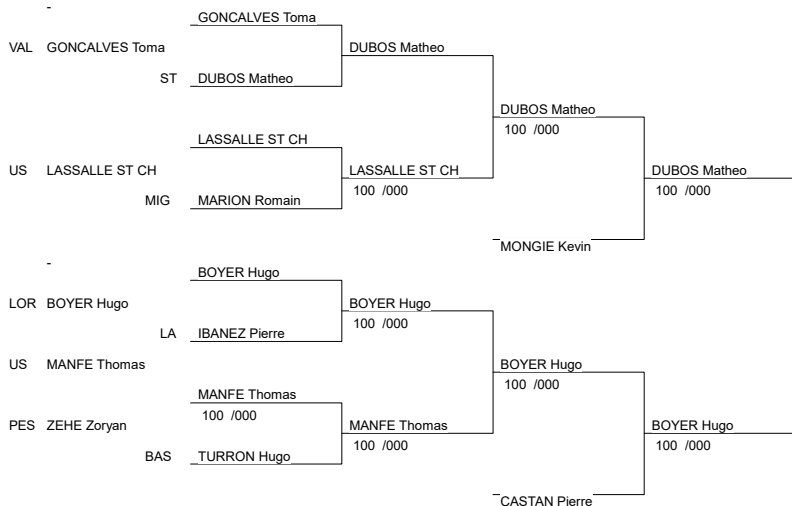 -
GONCALVES Toma
VAL GONCALVES Toma
DUBOS Matheo
ST DUBOS Matheo
DUBOS Matheo
100 /000
LASSALLE ST CH
US LASSALLE ST CH
LASSALLE ST CH
100 /000
DUBOS Matheo
100 /000
MIG MARION Romain
MONGIE Kevin
-
BOYER Hugo
LOR BOYER Hugo
BOYER Hugo
100 /000
LA IBANEZ Pierre
US MANFE Thomas
BOYER Hugo
100 /000
MANFE Thomas
100 /000
PES ZEHE Zoryan
MANFE Thomas
100 /000
BOYER Hugo
100 /000
BAS TURRON Hugo
CASTAN Pierre